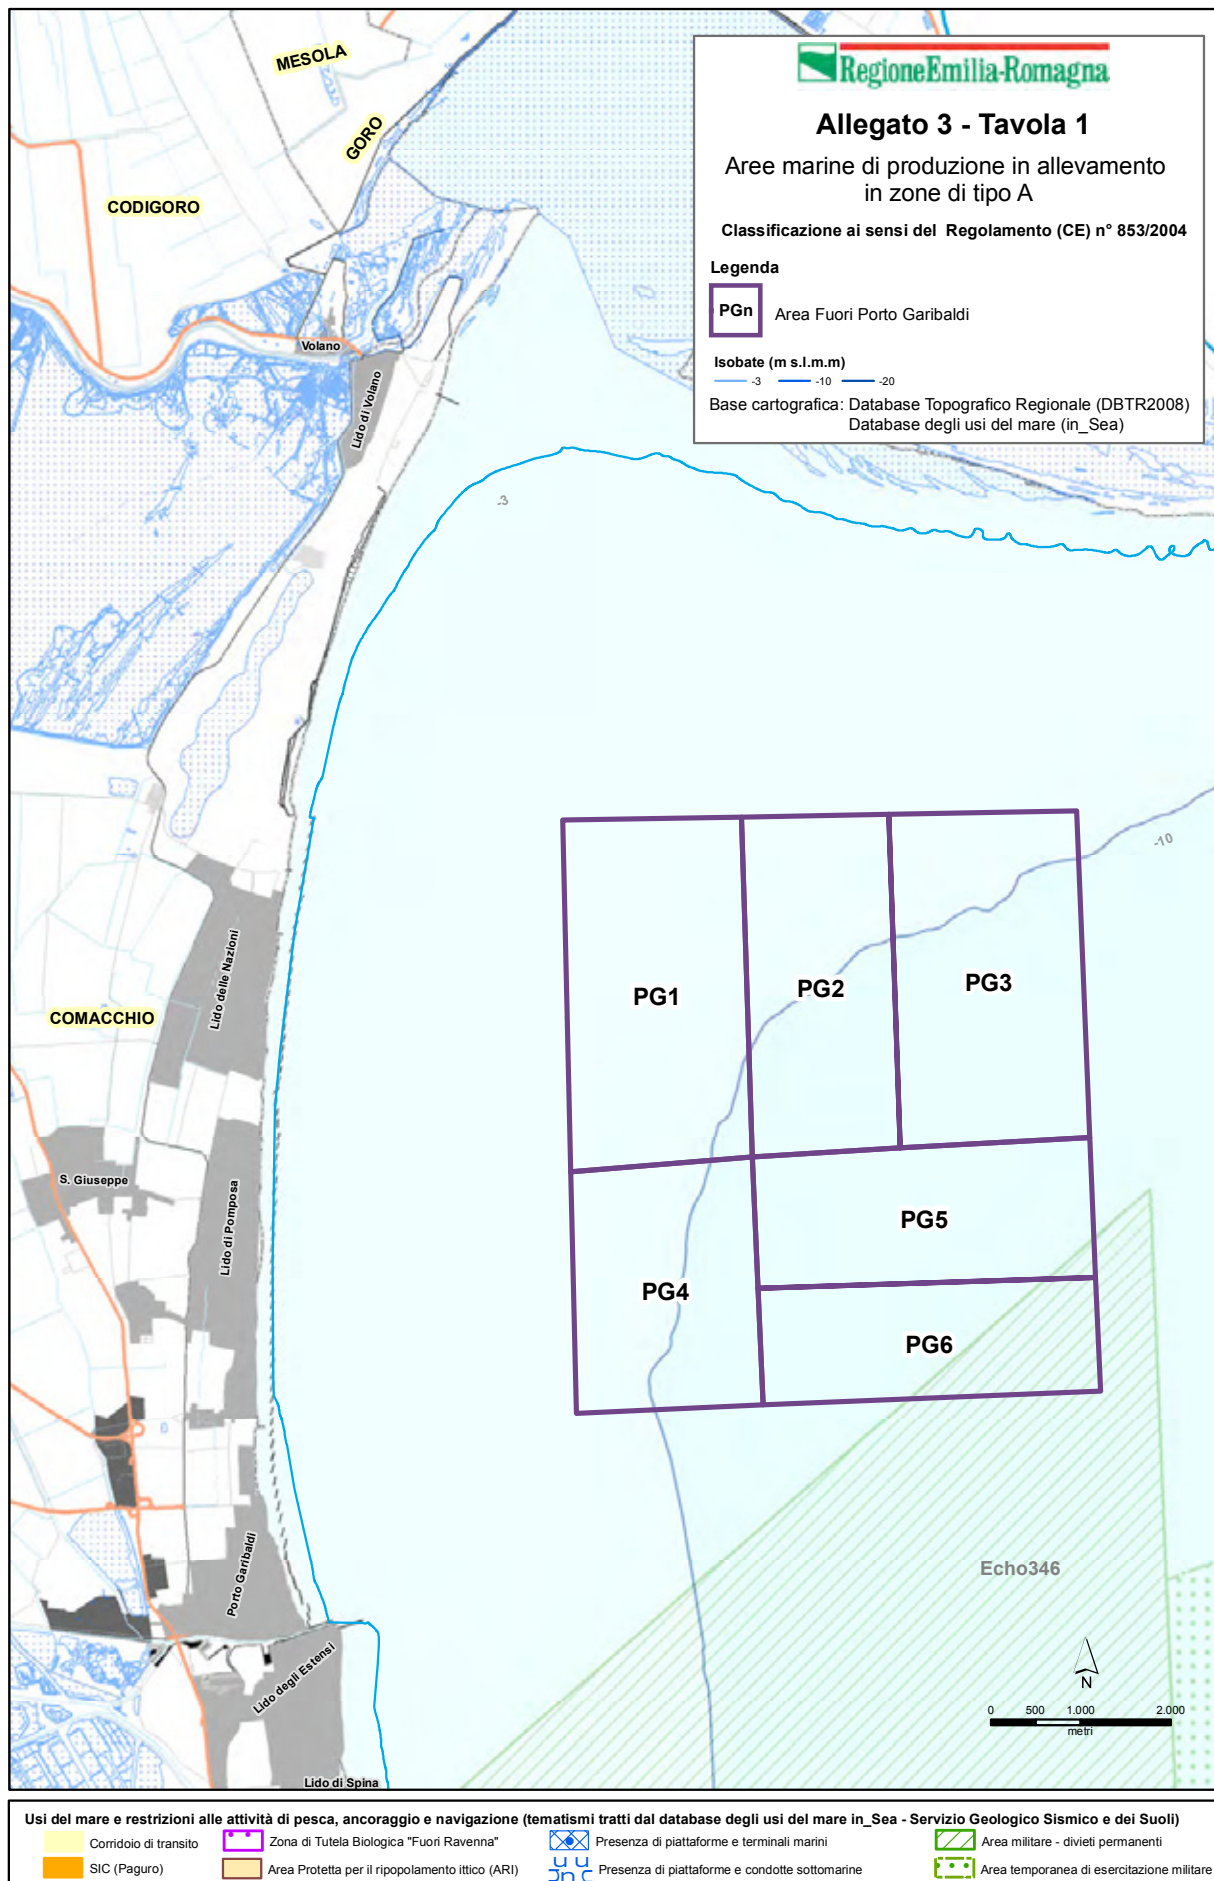 RegioneEmilia-Romagna
Allegato 3 - Tavola 1
Aree marine di produzione in allevamento
in zone di tipo A
Classificazione ai sensi del Regolamento (CE) n° 853/2004
Legenda
PGn
Area Fuori Porto Garibaldi
Isobate (m s.l.m.m)
-3 -10 -20
Base cartografica: Database Topografico Regionale (DBTR2008)
Database degli usi del mare (in_Sea)
MESOLA
GORO
CODIGORO
Volano
Lido di Volano
-3
-10
PG1
PG2
PG3
Lido delle Nazioni
COMACCHIO
S. Giuseppe
Lido di Pomposa
PG5
PG4
PG6
Porto Garibaldi
Echo346
Lido degli Estensi
N
0 500 1.000 2.000
metri
Lido di Spina
Usi del mare e restrizioni alle attività di pesca, ancoraggio e navigazione (tematismi tratti dal database degli usi del mare in_Sea - Servizio Geologico Sismico e dei Suoli)
Corridoio di transito
Zona di Tutela Biologica "Fuori Ravenna"
Presenza di piattaforme e terminali marini
Area militare - divieti permanenti
SIC (Paguro)
Area Protetta per il ripopolamento ittico (ARI)
Presenza di piattaforme e condotte sottomarine
Area temporanea di esercitazione militare